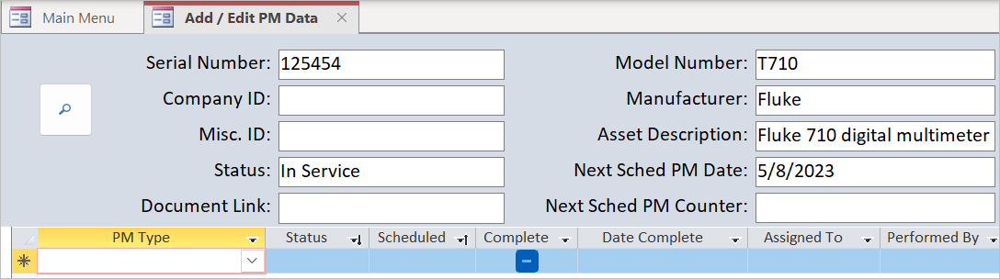 Main Menu Add / Edit PM Data
Serial Number: 125454 Model Number: T710
Company ID: Manufacturer: Fluke
Misc. ID: Asset Description: Fluke 710 digital multimeter
Status: In Service Next Sched PM Date: 5/8/2023
Document Link: Next Sched PM Counter:
PM Type Status Scheduled Complete Date Complete Assigned To Performed By